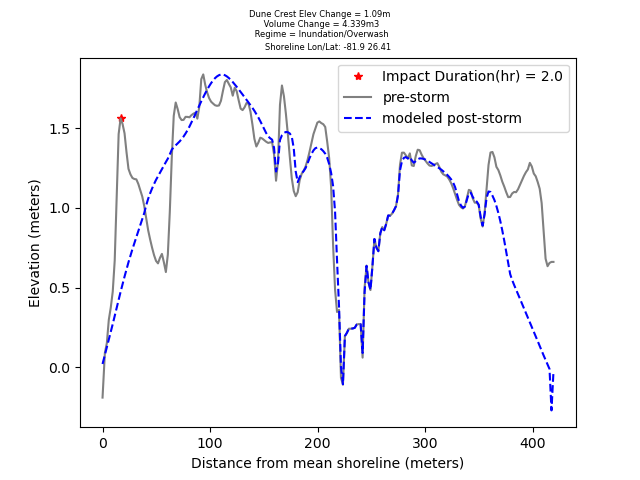 Dune Crest Elev Change = 1.09m
Volume Change = 4.339m3
Regime = Inundation/Overwash
Shoreline Lon/Lat: -81.9 26.41
Impact Duration(hr) = 2.0
pre-storm
modeled post-storm
1.5
1.0
0.5
0.0
Elevation (meters)
0 100 200 300 400
Distance from mean shoreline (meters)